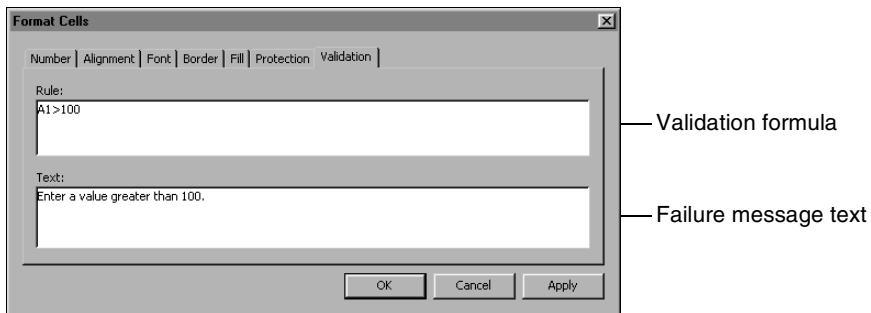 Format Cells
Number Alignment Font Border Fill Protection Validation
Rule:
A1>100
Validation formula
Text:
Enter a value greater than 100.
Failure message text
OK Cancel Apply